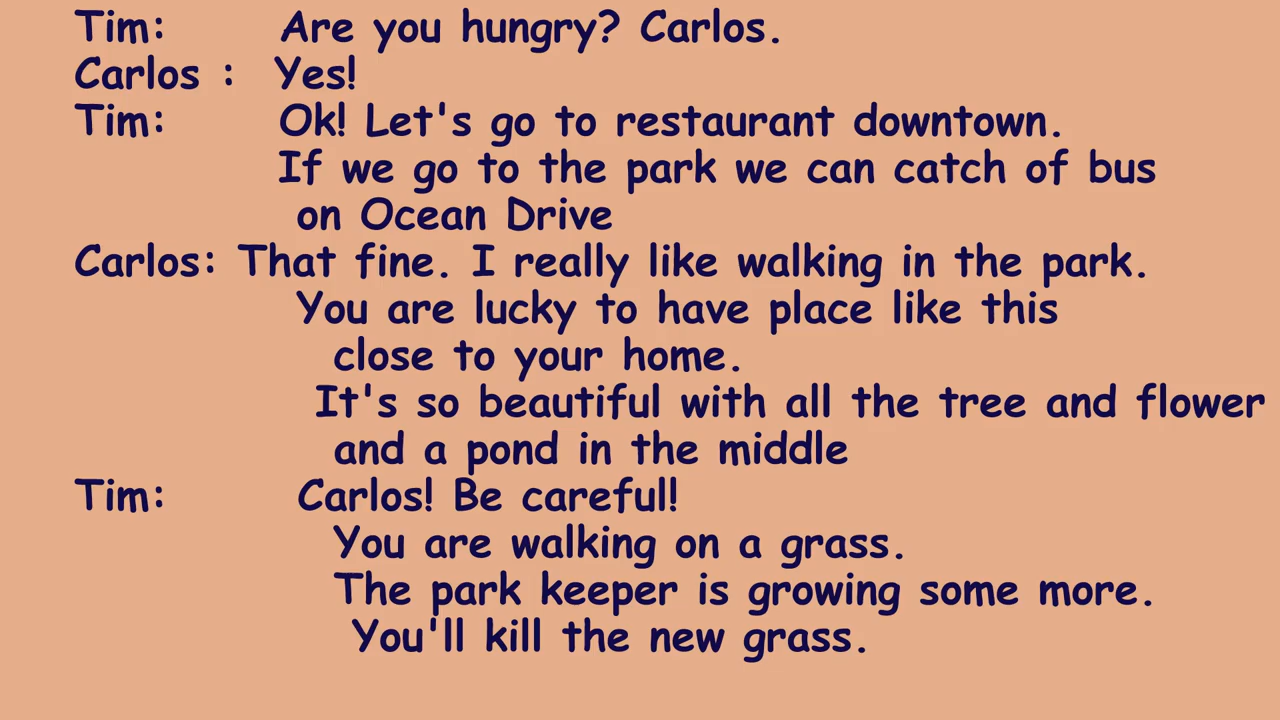 Tim: Are you hungry? Carlos.
Carlos : Yes!
Tim: Ok! Let's go to restaurant downtown.
If we go to the park we can catch of bus
on Ocean Drive
Carlos: That fine. I really like walking in the park.
You are lucky to have place like this
close to your home.
It's so beautiful with all the tree and flower
and a pond in the middle
Tim: Carlos! Be careful!
You are walking on a grass.
The park keeper is growing some more.
You'll kill the new grass.